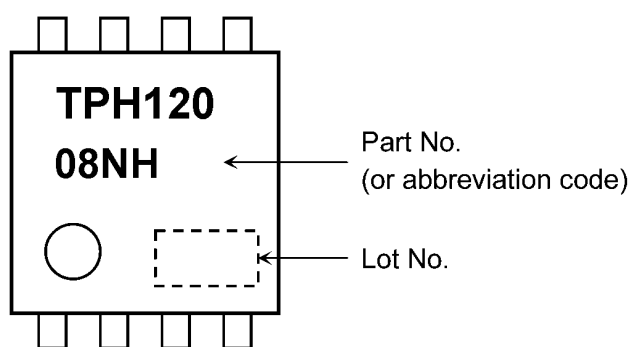 TPH120
08NH
Part No.
(or abbreviation code)
Lot No.